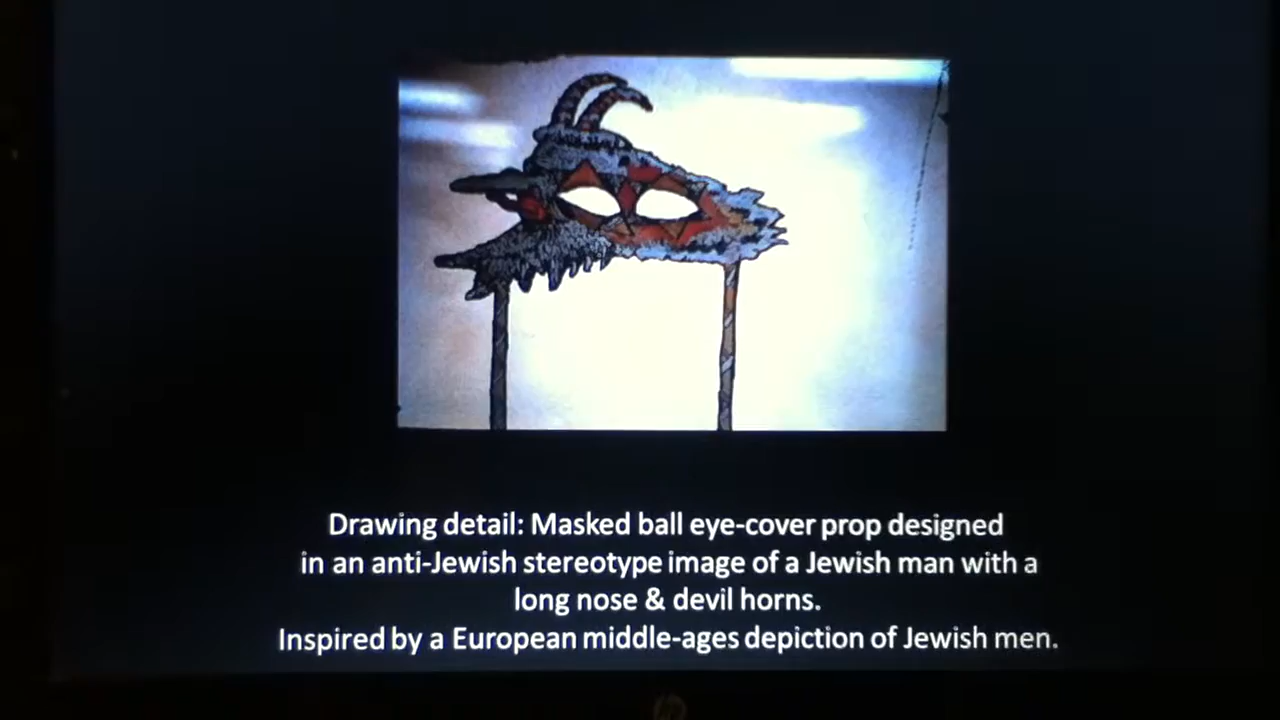 Drawing detail: Masked ball eye-cover prop designed
in an anti-Jewish stereotype image of a Jewish man with a
long nose & devil horns.
Inspired by a European middle-ages depiction of Jewish men.